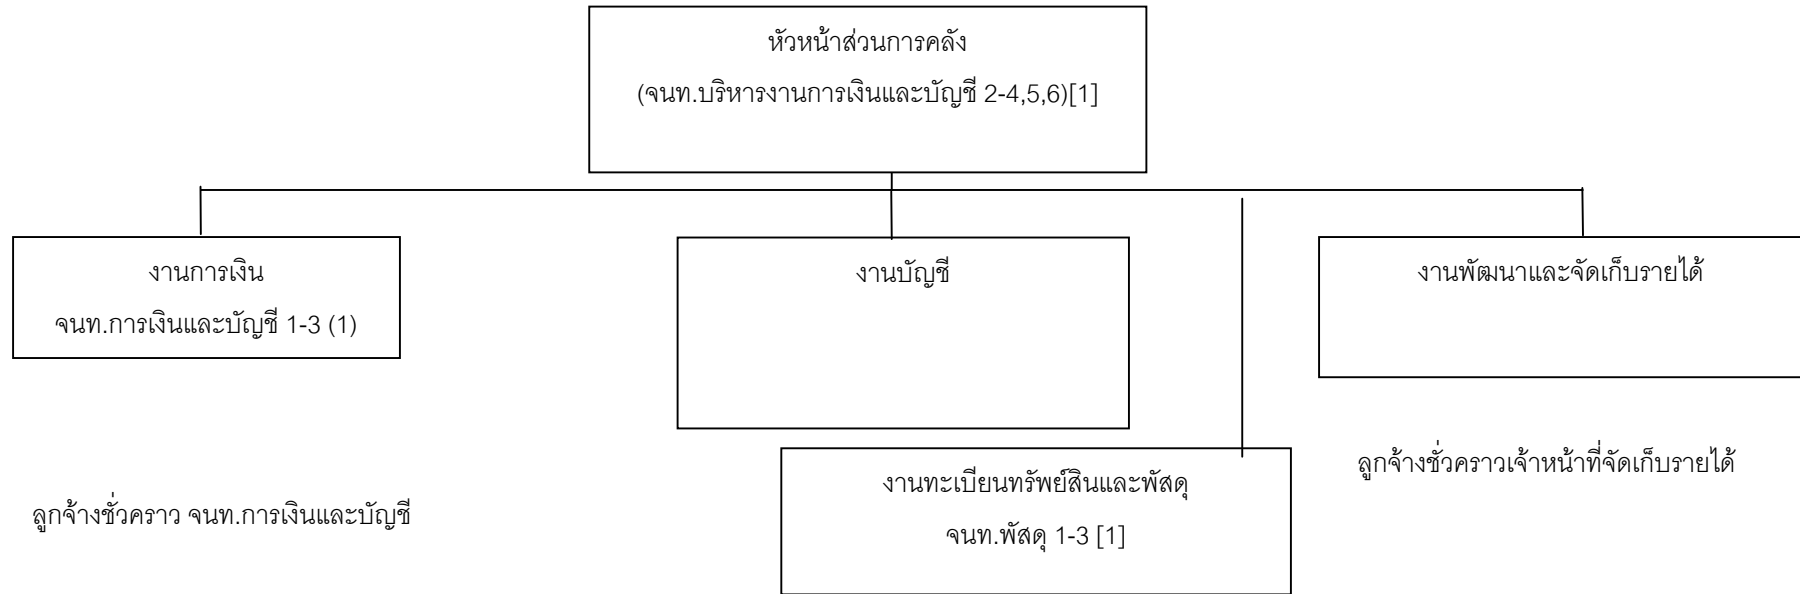 หัวหน้าส่วนการคลัง
(จนท.บริหารงานการเงินและบัญชี 2-4,5,6)[1]
งานการเงิน
จนท.การเงินและบัญชี 1-3 (1)
งานบัญชี
งานพัฒนาและจัดเก็บรายได้
ลูกจ้างชั่วคราวเจ้าหน้าที่จัดเก็บรายได้
งานทะเบียนทรัพย์สินและพัสดุ
จนท.พัสดุ 1-3 [1]
ลูกจ้างชั่วคราว จนท.การเงินและบัญชี